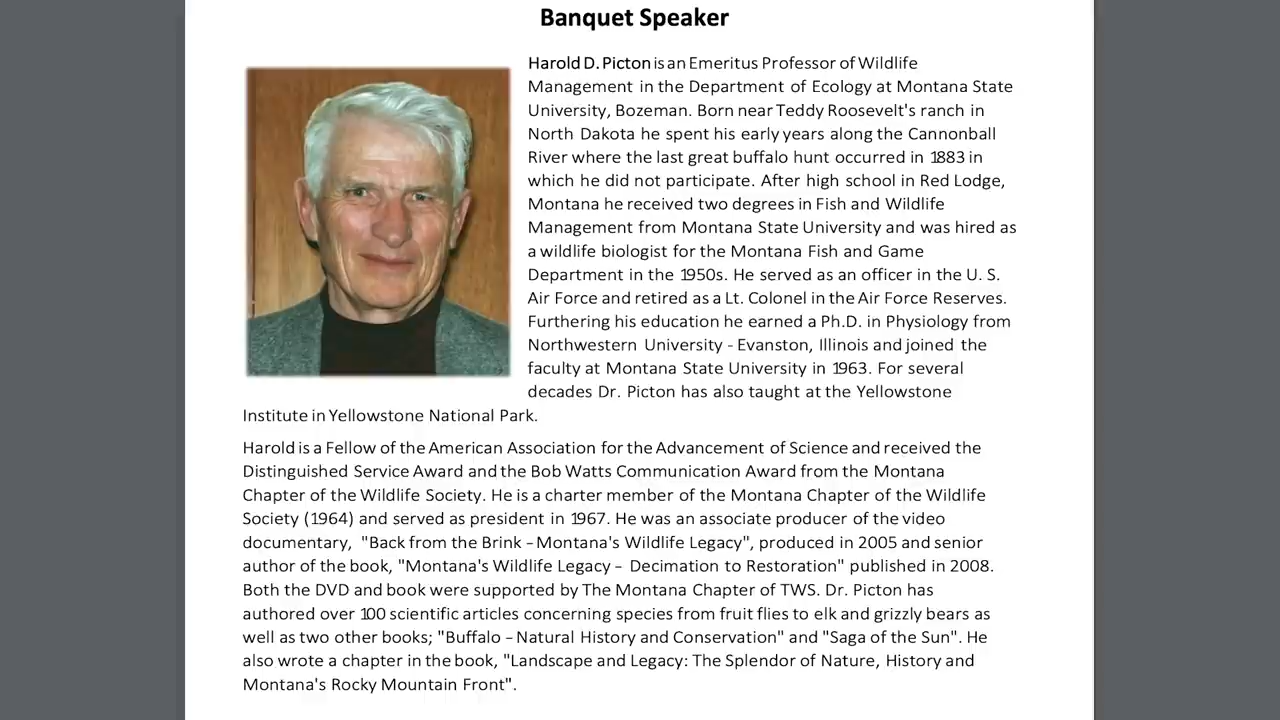 Banquet Speaker
Harold D. Picton is an Emeritus Professor of Wildlife
Management in the Department of Ecology at Montana State
University, Bozeman. Born near Teddy Roosevelt's ranch in
North Dakota he spent his early years along the Cannonball
River where the last great buffalo hunt occurred in 1883 in
which he did not participate. After high school in Red Lodge,
Montana he received two degrees in Fish and Wildlife
Management from Montana State University and was hired as
a wildlife biologist for the Montana Fish and Game
Department in the 1950s. He served as an officer in the U. S.
Air Force and retired as a Lt. Colonel in the Air Force Reserves.
Furthering his education he earned a Ph.D. in Physiology from
Northwestern University - Evanston, Illinois and joined the
faculty at Montana State University in 1963. For several
decades Dr. Picton has also taught at the Yellowstone
Institute in Yellowstone National Park.
Harold is a Fellow of the American Association for the Advancement of Science and received the
Distinguished Service Award and the Bob Watts Communication Award from the Montana
Chapter of the Wildlife Society. He is a charter member of the Montana Chapter of the Wildlife
Society (1964) and served as president in 1967. He was an associate producer of the video
documentary, "Back from the Brink – Montana's Wildlife Legacy", produced in 2005 and senior
author of the book, "Montana's Wildlife Legacy – Decimation to Restoration" published in 2008.
Both the DVD and book were supported by The Montana Chapter of TWS. Dr. Picton has
authored over 100 scientific articles concerning species from fruit flies to elk and grizzly bears as
well as two other books; "Buffalo – Natural History and Conservation" and "Saga of the Sun". He
also wrote a chapter in the book, "Landscape and Legacy: The Splendor of Nature, History and
Montana's Rocky Mountain Front".